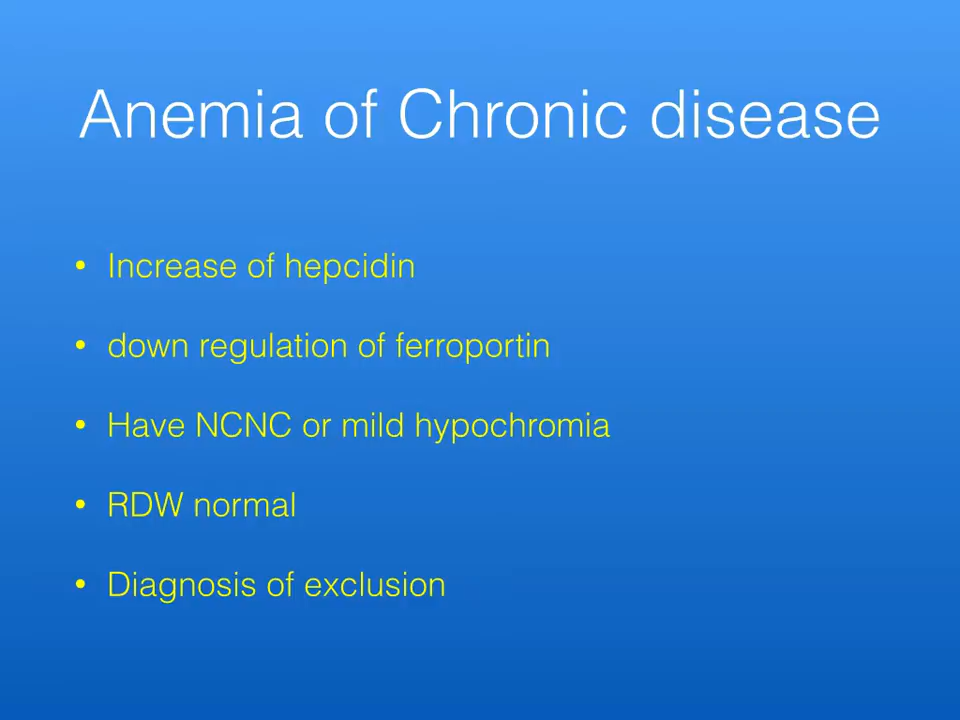 Anemia of Chronic disease
• Increase of hepcidin
• down regulation of ferroportin
• Have NCNC or mild hypochromia
• RDW normal
• Diagnosis of exclusion